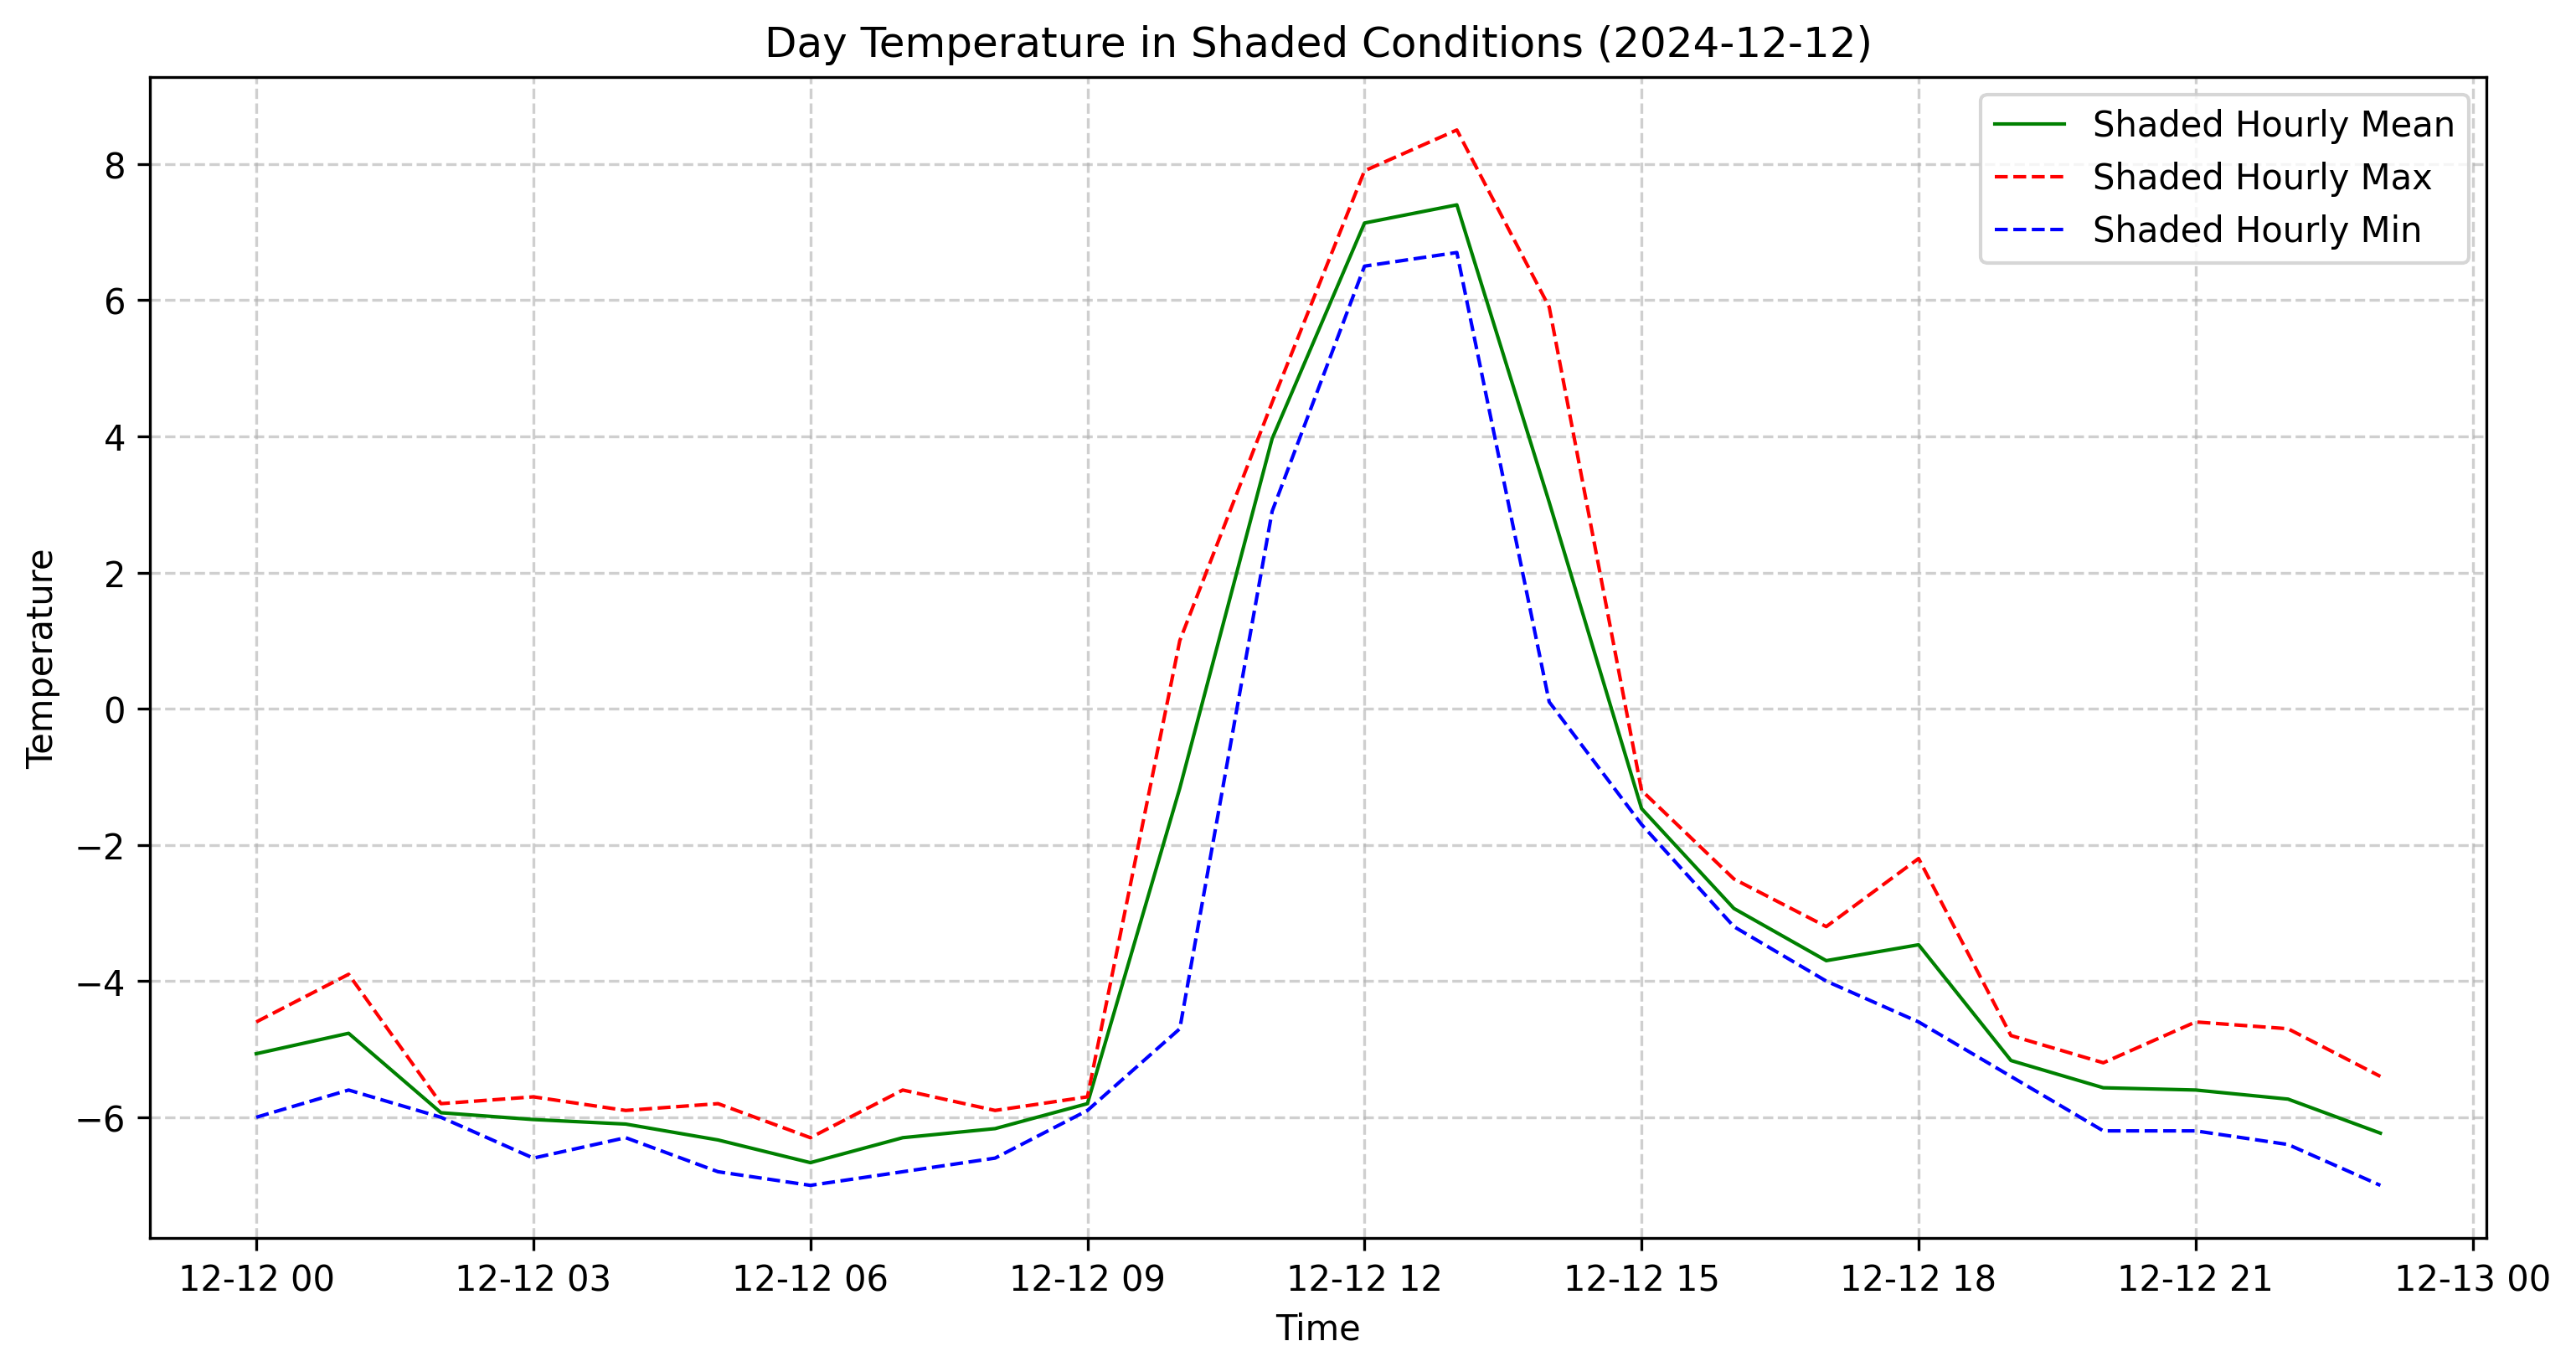 Day Temperature in Shaded Conditions (2024-12-12)
Shaded Hourly Mean
Shaded Hourly Max
Shaded Hourly Min
Temperature
8
6
4
2
0
−2
−4
−6
12-12 00
12-12 03
12-12 06
12-12 09
12-12 12
12-12 15
12-12 18
12-12 21
12-13 00
Time